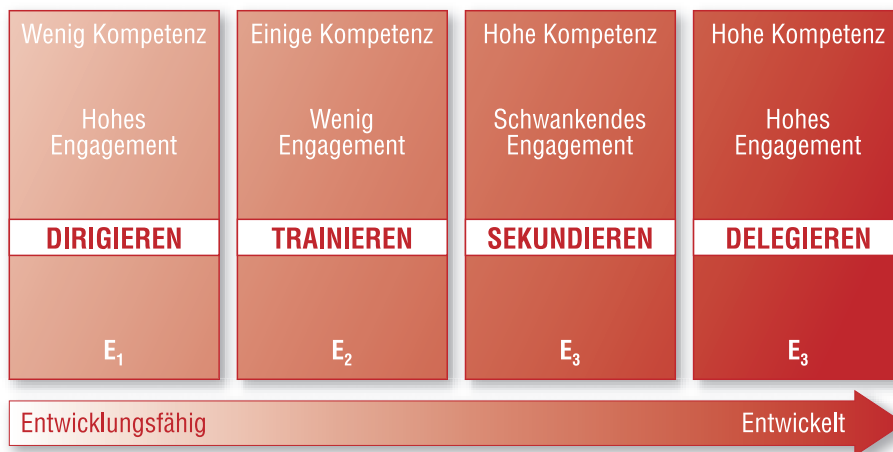 Wenig Kompetenz
Hohes
Engagement
DIRIGIEREN
E₁
Einige Kompetenz
Wenig
Engagement
TRAINIEREN
E₂
Hohe Kompetenz
Schwankendes
Engagement
SEKUNDIEREN
E₃
Hohe Kompetenz
Hohes
Engagement
DELEGIEREN
E₃
Entwicklungsfähig
Entwickelt